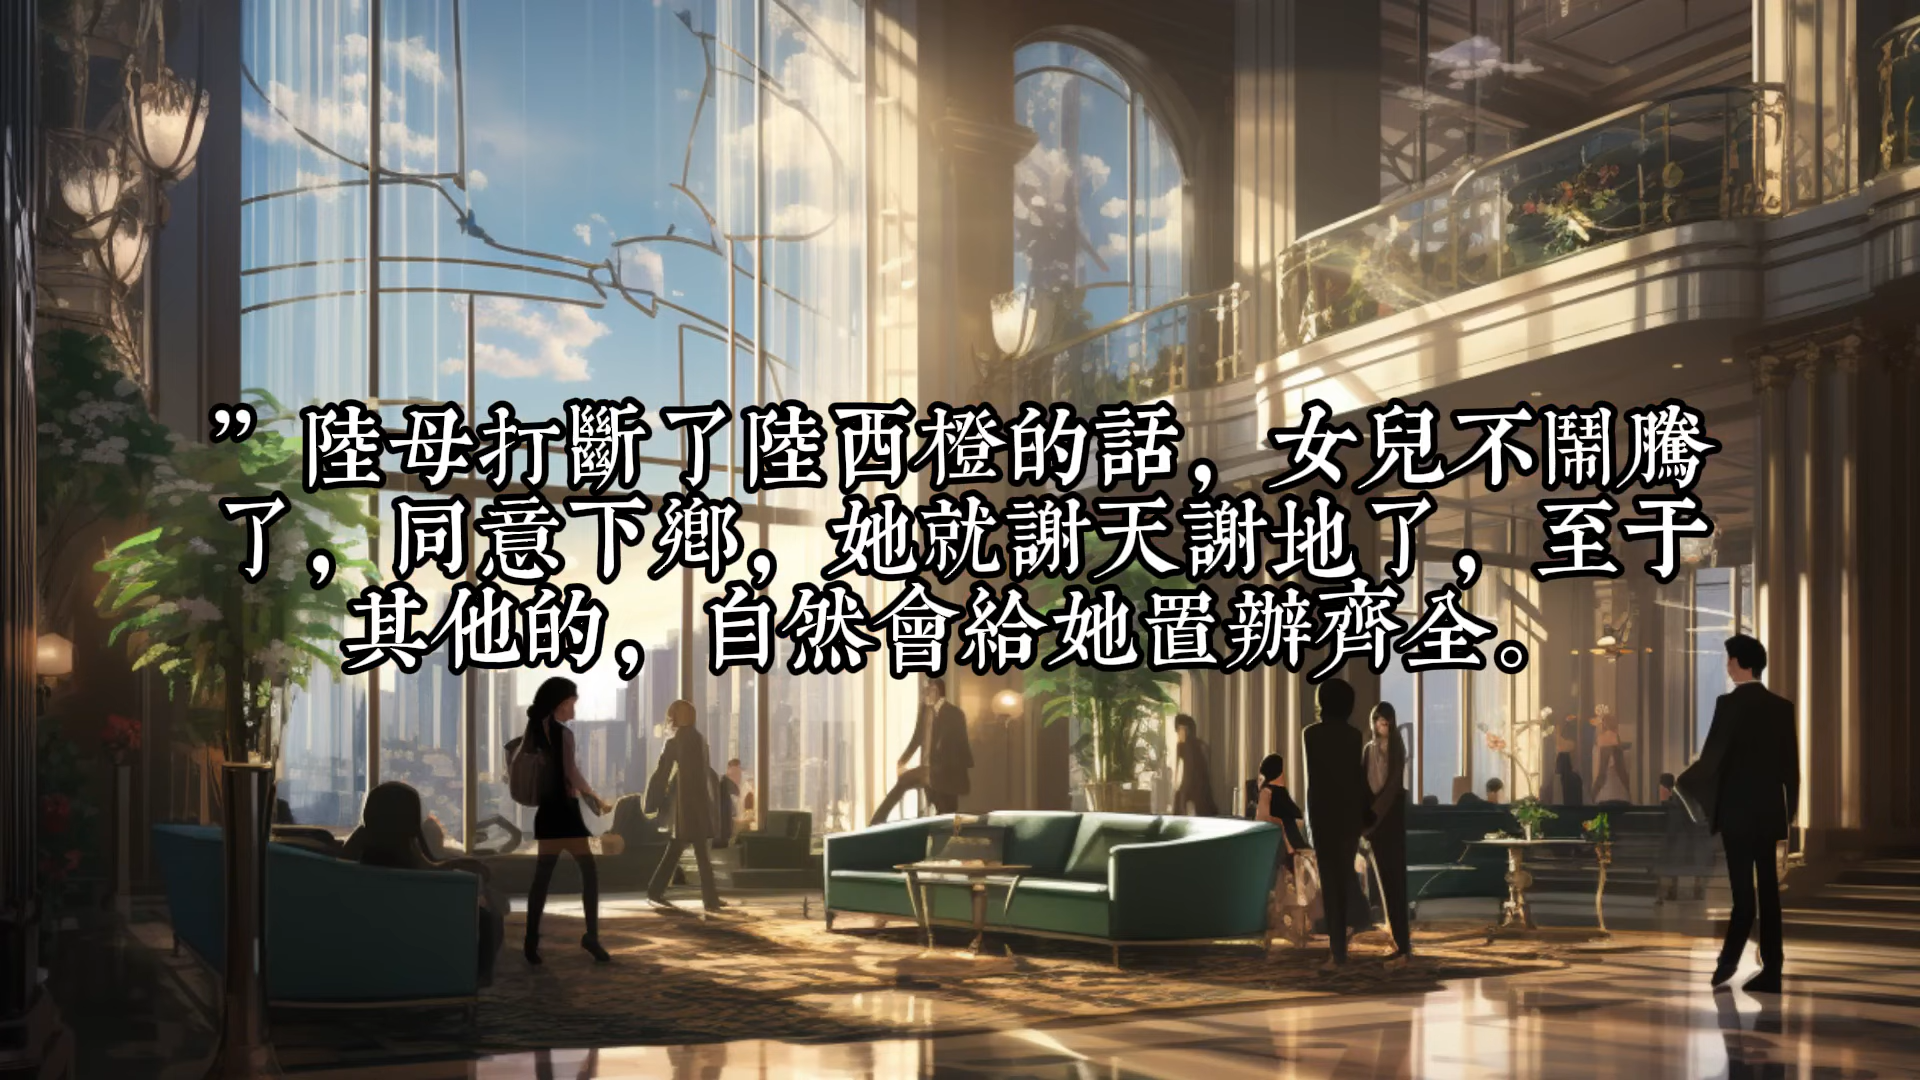 ”陸母打斷了陸西橙的話，女兒不鬧騰
了，同意下鄉，她就謝天謝地了，至于
其他的，自然會給她置辦齊全。